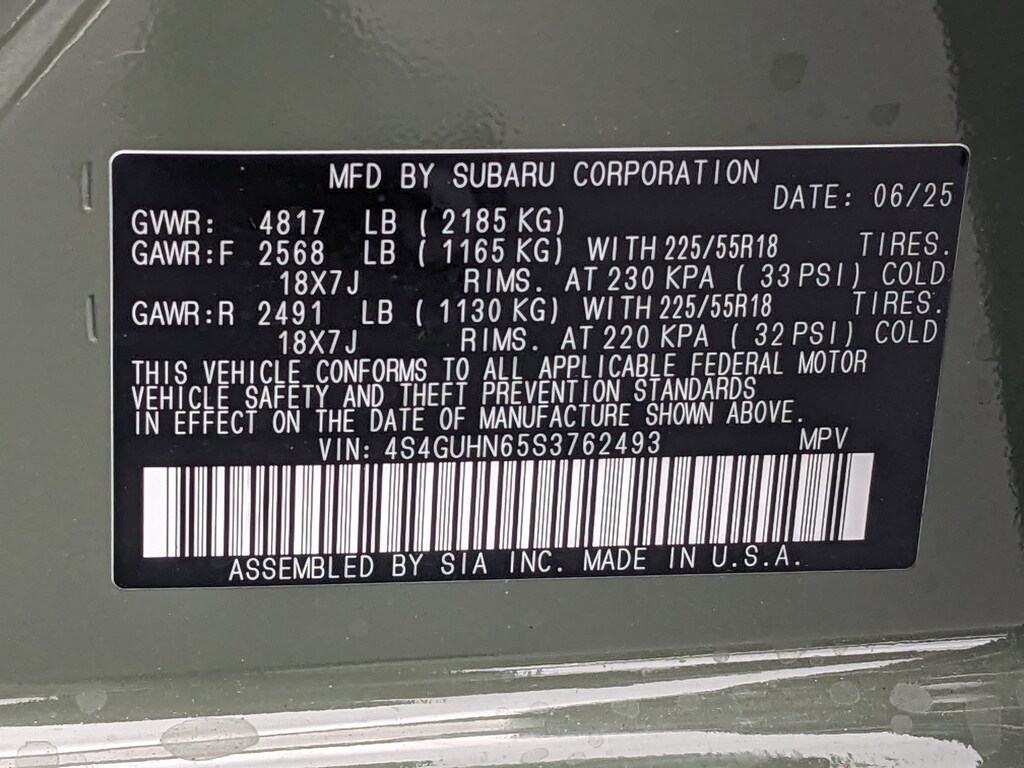 MFD BY SUBARU CORPORATION
DATE: 06/25
GVWR: 4817 LB ( 2185 KG)
GAWR:F 2568 LB ( 1165 KG) WITH 225/55R18 TIRES.
18X7J RIMS. AT 230 KPA ( 33 PSI) COLD
GAWR:R 2491 LB ( 1130 KG) WITH 225/55R18 TIRES.
18X7J RIMS. AT 220 KPA ( 32 PSI) COLD
THIS VEHICLE CONFORMS TO ALL APPLICABLE FEDERAL MOTOR
VEHICLE SAFETY AND THEFT PREVENTION STANDARDS
IN EFFECT ON THE DATE OF MANUFACTURE SHOWN ABOVE.
VIN: 4S4GUHN65S3762493 MPV
ASSEMBLED BY SIA INC. MADE IN U.S.A.